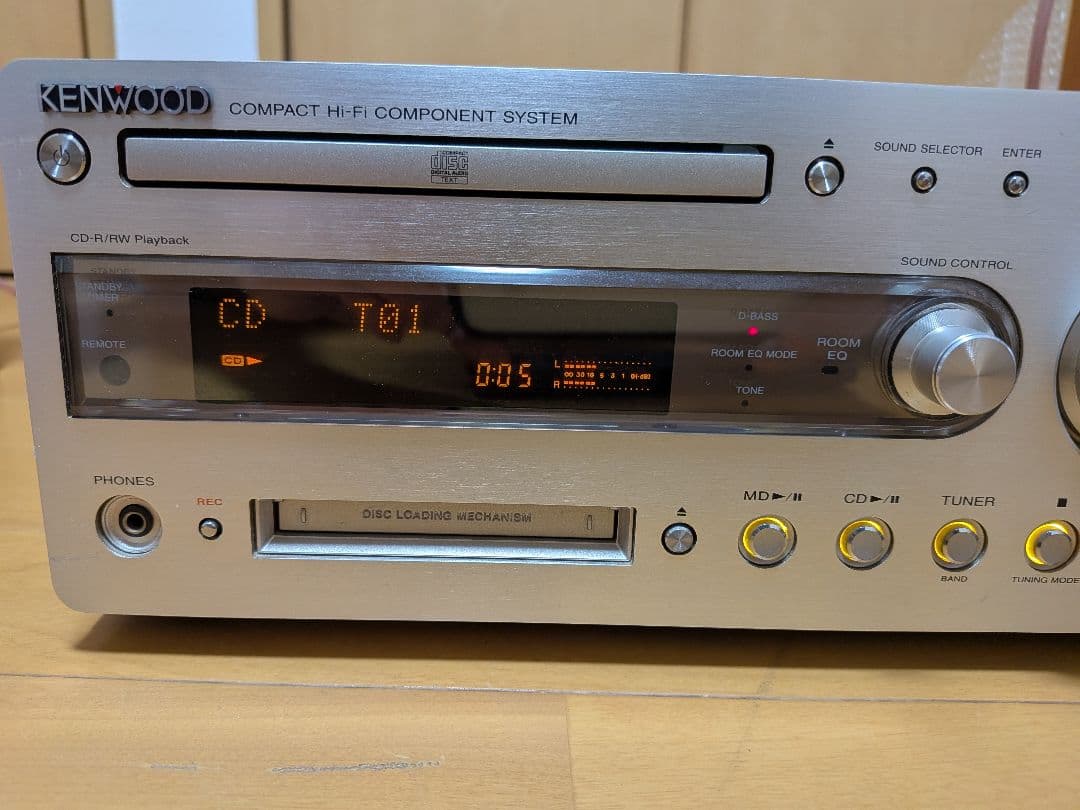 KENWOOD COMPACT Hi-Fi COMPONENT SYSTEM
COMPACT
disc
DIGITAL AUDIO
TEXT
SOUND SELECTOR
ENTER
CD-R/RW Playback
SOUND CONTROL
STANDBY
STANDBY
TIMER
REMOTE
CD T01
CD
0:05
L
R
D-BASS
ROOM EQ MODE
TONE
ROOM
EQ
PHONES
REC
DISC LOADING MECHANISM
MD►/II
CD►/II
TUNER
■
BAND
TUNING MODE